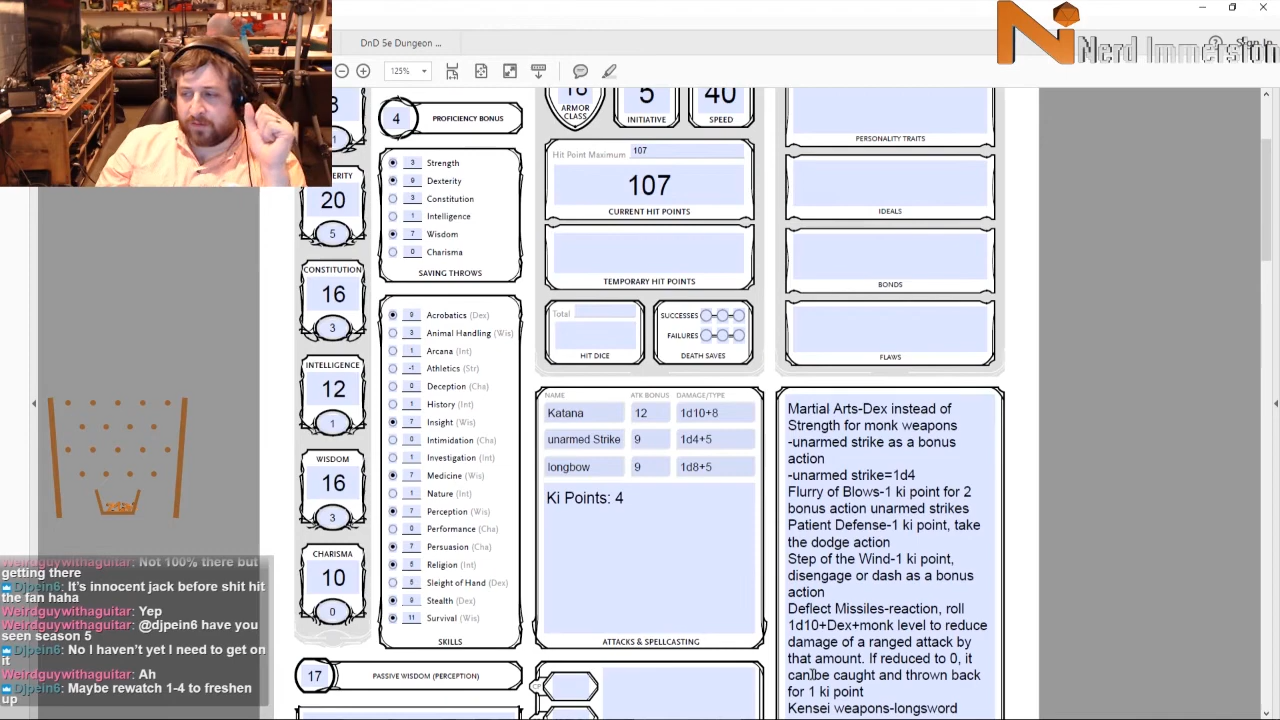 Nerd Immersion
DnD 5e Dungeon ...
Sign In
125%
4
PROFICIENCY BONUS
ARMOR
CLASS
5
INITIATIVE
40
SPEED
PERSONALITY TRAITS
3 Strength
9 Dexterity
3 Constitution
1 Intelligence
7 Wisdom
0 Charisma
SAVING THROWS
20
5
CONSTITUTION
16
3
INTELLIGENCE
12
1
WISDOM
16
3
CHARISMA
10
0
9 Acrobatics (Dex)
3 Animal Handling (Wis)
1 Arcana (Int)
-1 Athletics (Str)
0 Deception (Cha)
1 History (Int)
7 Insight (Wis)
0 Intimidation (Cha)
1 Investigation (Int)
7 Medicine (Wis)
1 Nature (Int)
7 Perception (Wis)
0 Performance (Cha)
7 Persuasion (Cha)
5 Religion (Int)
5 Sleight of Hand (Dex)
9 Stealth (Dex)
11 Survival (Wis)
SKILLS
17
PASSIVE WISDOM (PERCEPTION)
Hit Point Maximum 107
107
CURRENT HIT POINTS
TEMPORARY HIT POINTS
Total
HIT DICE
SUCCESSES
FAILURES
DEATH SAVES
IDEALS
BONDS
FLAWS
NAME ATK BONUS DAMAGE/TYPE
Katana 12 1d10+8
unarmed Strike 9 1d4+5
longbow 9 1d8+5
Ki Points: 4
ATTACKS & SPELLCASTING
CP
Martial Arts-Dex instead of
Strength for monk weapons
-unarmed strike as a bonus
action
-unarmed strike=1d4
Flurry of Blows-1 ki point for 2
bonus action unarmed strikes
Patient Defense-1 ki point, take
the dodge action
Step of the Wind-1 ki point,
disengage or dash as a bonus
action
Deflect Missiles-reaction, roll
1d10+Dex+monk level to reduce
damage of a ranged attack by
that amount. If reduced to 0, it
can be caught and thrown back
for 1 ki point
Kensei weapons-longsword
Weirdguywithaguitar: Not 100% there but
getting there
Djpein6: It's innocent jack before shit hit
the fan haha
Weirdguywithaguitar: Yep
Weirdguywithaguitar: @djpein6 have you
seen season 5
Djpein6: No I haven't yet I need to get on
it
Weirdguywithaguitar: Ah
Djpein6: Maybe rewatch 1-4 to freshen
up